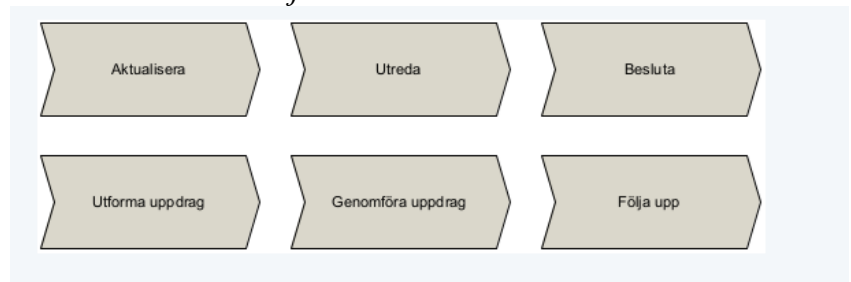 Aktualisera
Utreda
Besluta
Utforma uppdrag
Genomföra uppdrag
Följa upp